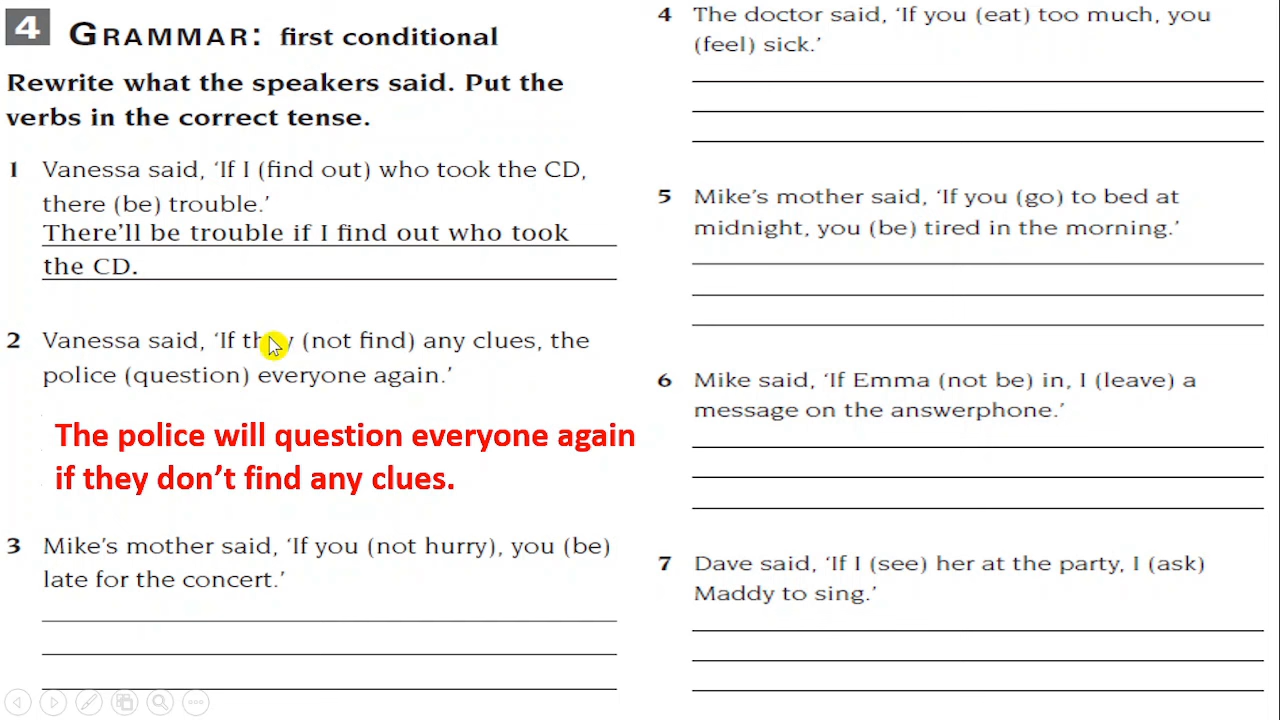 4 GRAMMAR: first conditional
Rewrite what the speakers said. Put the
verbs in the correct tense.
1 Vanessa said, ‘If I (find out) who took the CD,
there (be) trouble.’
There’ll be trouble if I find out who took
the CD.
2 Vanessa said, ‘If they (not find) any clues, the
police (question) everyone again.’
The police will question everyone again
if they don’t find any clues.
3 Mike’s mother said, ‘If you (not hurry), you (be)
late for the concert.’
4 The doctor said, ‘If you (eat) too much, you
(feel) sick.’
5 Mike’s mother said, ‘If you (go) to bed at
midnight, you (be) tired in the morning.’
6 Mike said, ‘If Emma (not be) in, I (leave) a
message on the answerphone.’
7 Dave said, ‘If I (see) her at the party, I (ask)
Maddy to sing.’